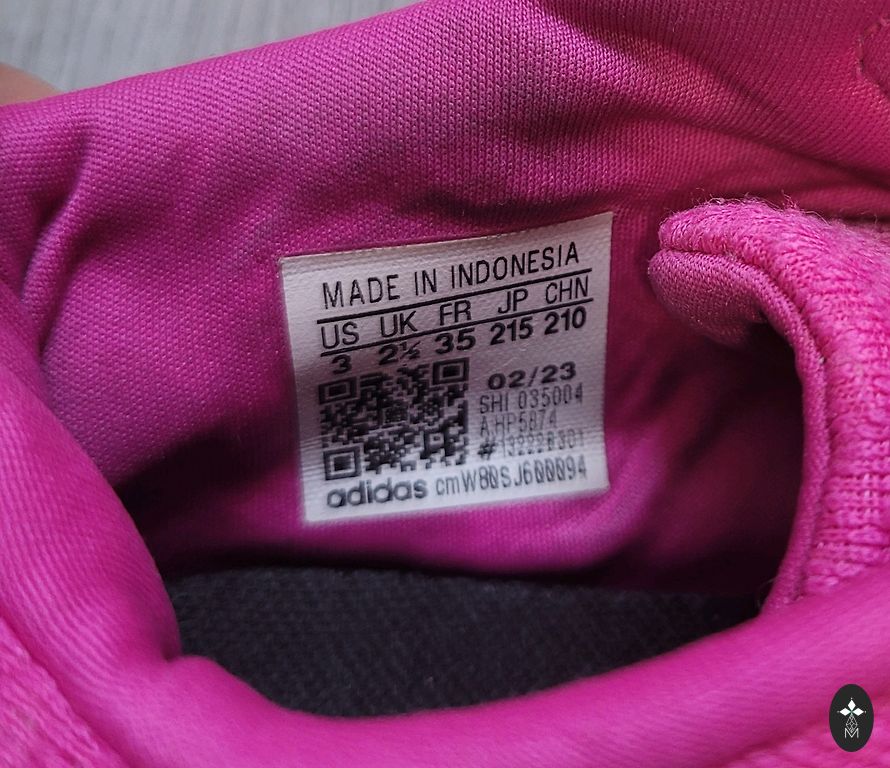 MADE IN INDONESIA
US UK FR JP CHN
3 2½ 35 215 210
02/23
SHI 035004
A:HP5874
adidas cmW80SJ600094
M